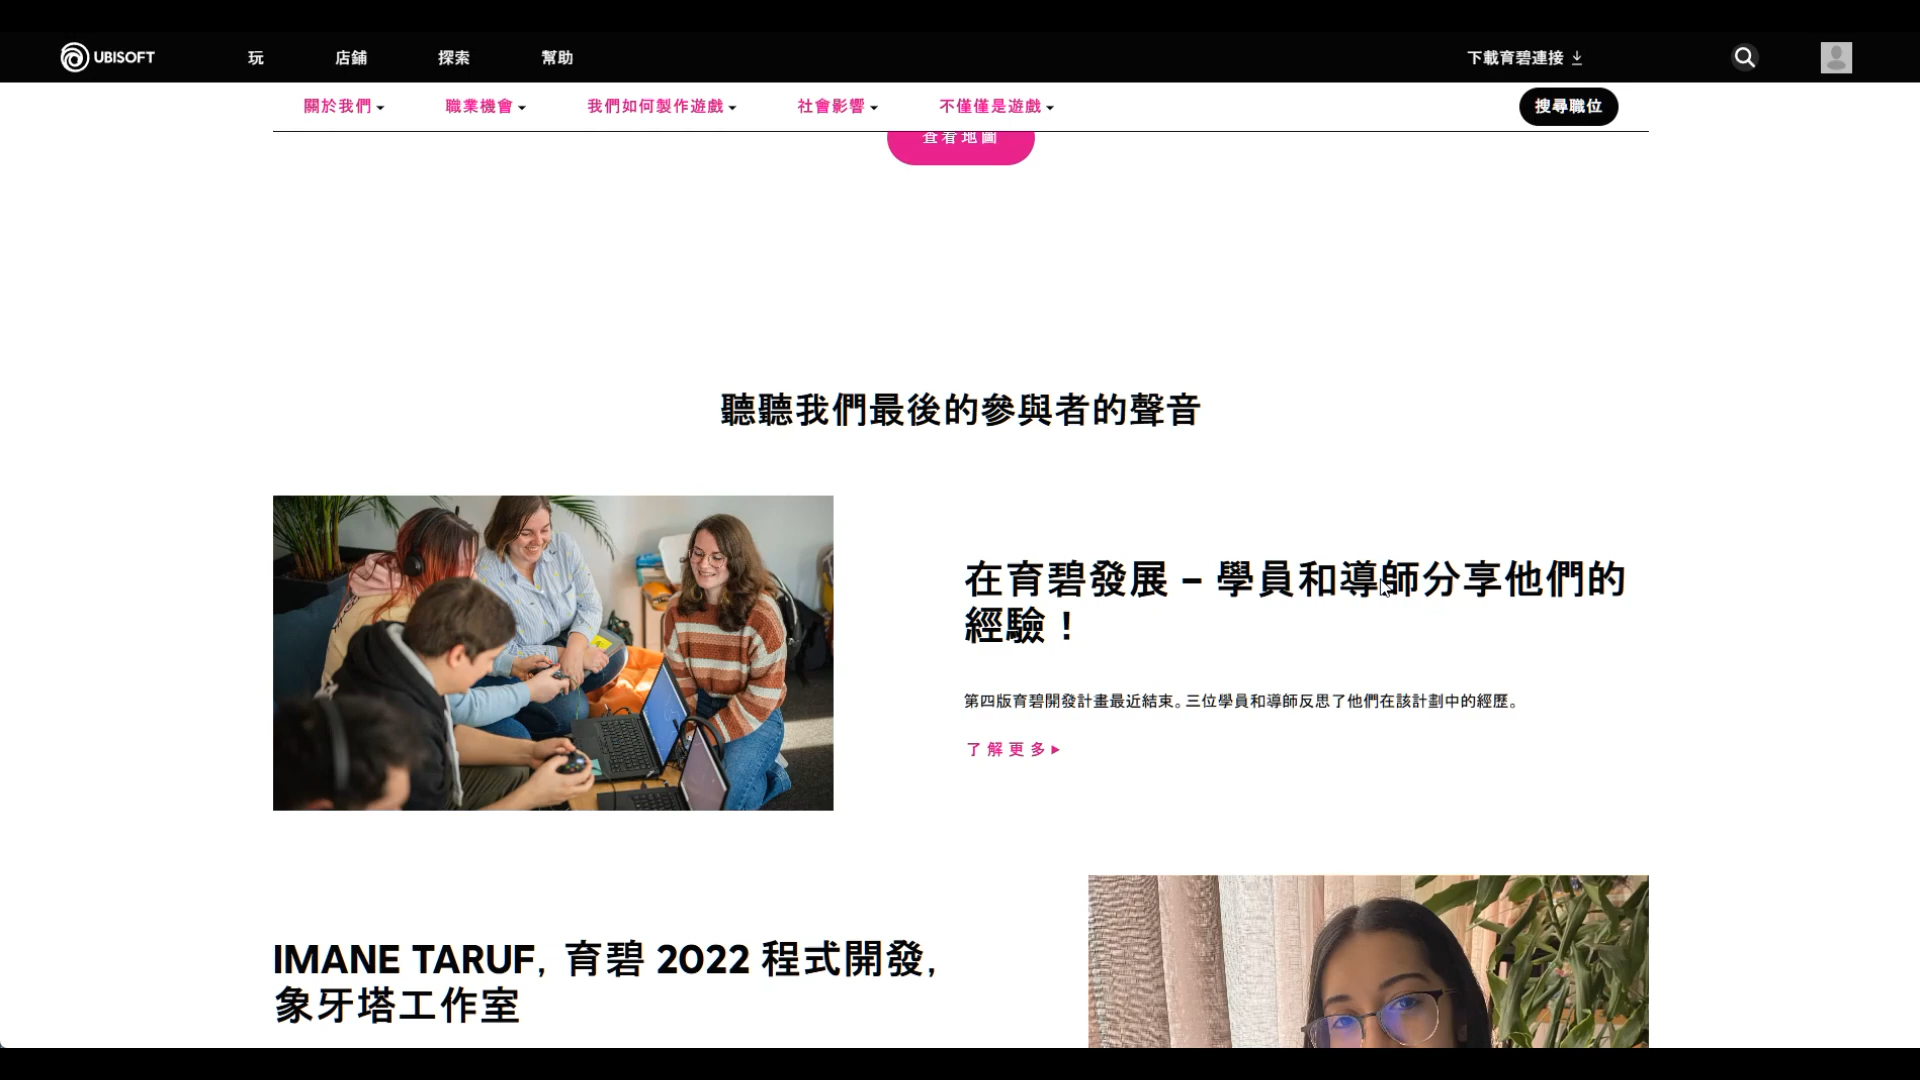 UBISOFT
玩
店鋪
探索
幫助
下載育碧連接
關於我們
職業機會
我們如何製作遊戲
社會影響
不僅僅是遊戲
搜尋職位
查看地圖
聽聽我們最後的參與者的聲音
在育碧發展 – 學員和導師分享他們的
經驗！
第四版育碧開發計畫最近結束。三位學員和導師反思了他們在該計劃中的經歷。
了解更多
IMANE TARUF, 育碧 2022 程式開發,
象牙塔工作室